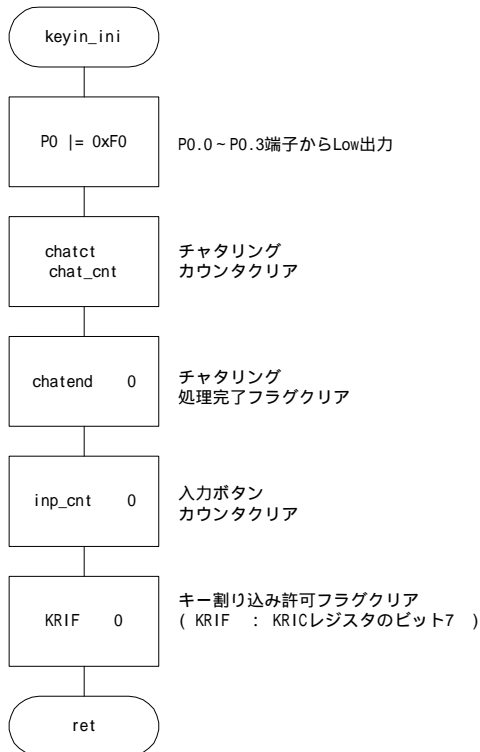 keyin_ini
P0 |= 0xF0
P0.0～P0.3端子からLow出力
chatct
chat_cnt
チャタリング
カウンタクリア
chatend 0
チャタリング
処理完了フラグクリア
inp_cnt 0
入力ボタン
カウンタクリア
KRIF 0
キー割り込み許可フラグクリア
( KRIF : KRICレジスタのビット7 )
ret